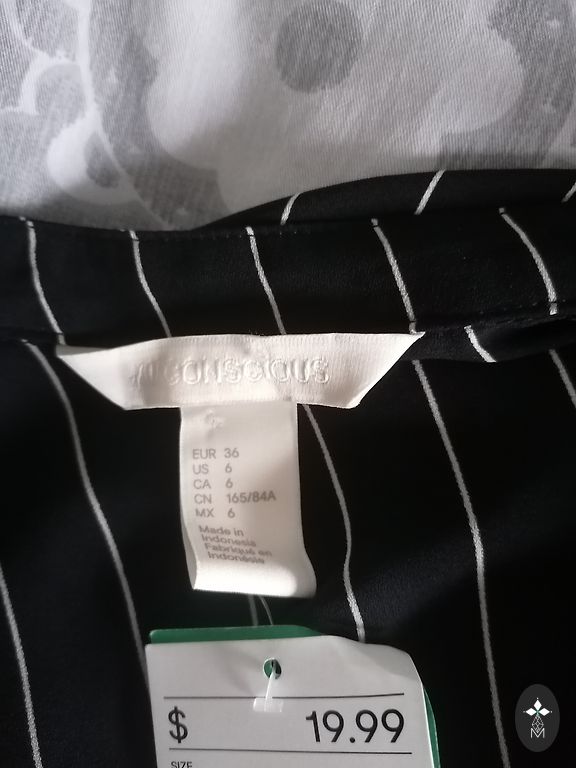 CONSCIOUS
EUR 36
US 6
CA 6
CN 165/84A
MX 6
Made in
Indonesia
Fabriqué en
Indonésie
$ 19.99
SIZE
M